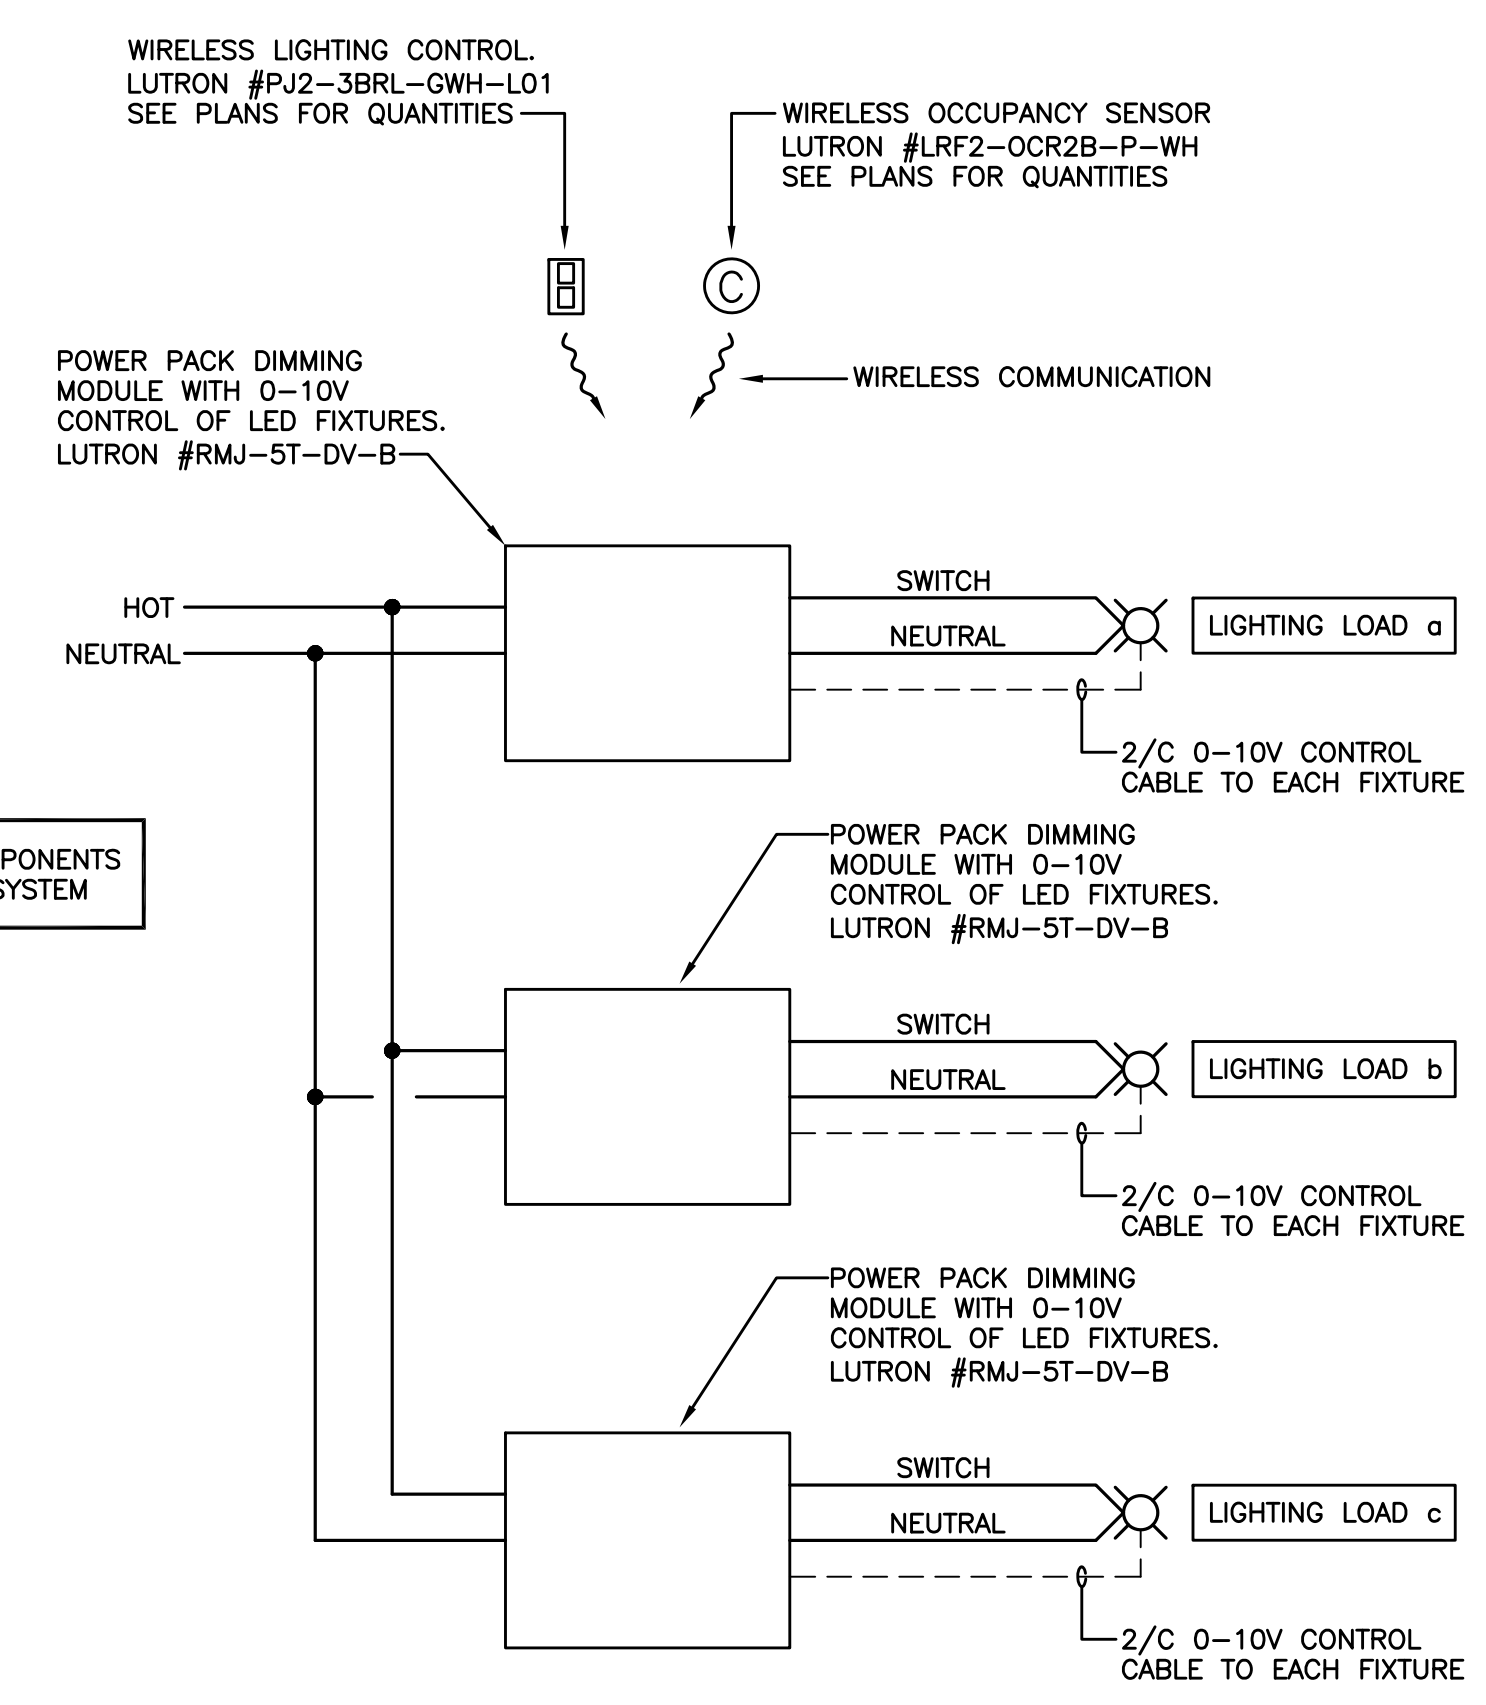 WIRELESS LIGHTING CONTROL.
LUTRON #PJ2-3BRL-GWH-L01
SEE PLANS FOR QUANTITIES
WIRELESS OCCUPANCY SENSOR
LUTRON #LRF2-OCR2B-P-WH
SEE PLANS FOR QUANTITIES
C
WIRELESS COMMUNICATION
POWER PACK DIMMING
MODULE WITH 0-10V
CONTROL OF LED FIXTURES.
LUTRON #RMJ-5T-DV-B
HOT
NEUTRAL
SWITCH
NEUTRAL
LIGHTING LOAD a
2/C 0-10V CONTROL
CABLE TO EACH FIXTURE
PONENTS
SYSTEM
POWER PACK DIMMING
MODULE WITH 0-10V
CONTROL OF LED FIXTURES.
LUTRON #RMJ-5T-DV-B
SWITCH
NEUTRAL
LIGHTING LOAD b
2/C 0-10V CONTROL
CABLE TO EACH FIXTURE
POWER PACK DIMMING
MODULE WITH 0-10V
CONTROL OF LED FIXTURES.
LUTRON #RMJ-5T-DV-B
SWITCH
NEUTRAL
LIGHTING LOAD c
2/C 0-10V CONTROL
CABLE TO EACH FIXTURE